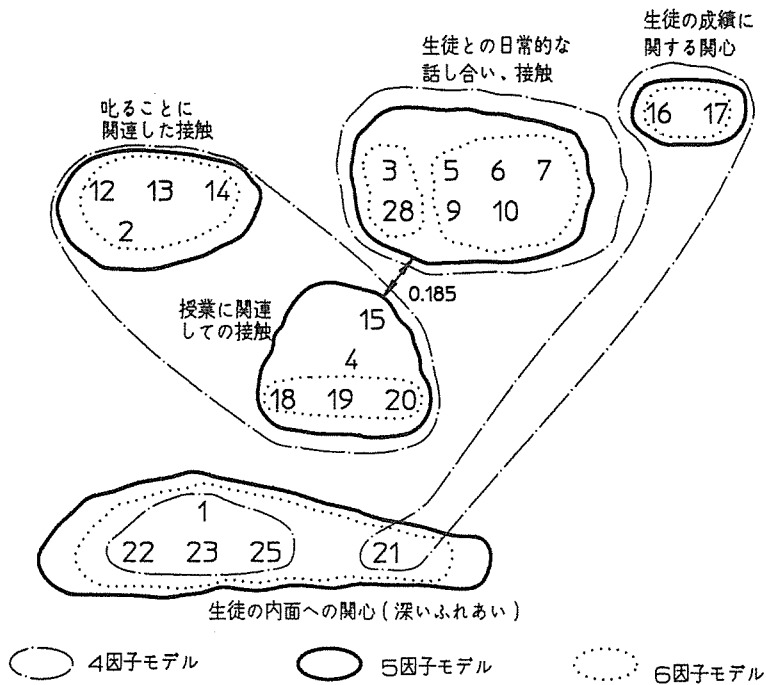 生徒の成績に
関する関心
16 17
生徒との日常的な
話し合い、接触
3 5 6 7
28 9 10
叱ることに
関連した接触
12 13 14
2
0.185
授業に関連
しての接触
15
4
18 19 20
1
22 23 25 21
生徒の内面への関心(深いふれあい)
4因子モデル 5因子モデル 6因子モデル